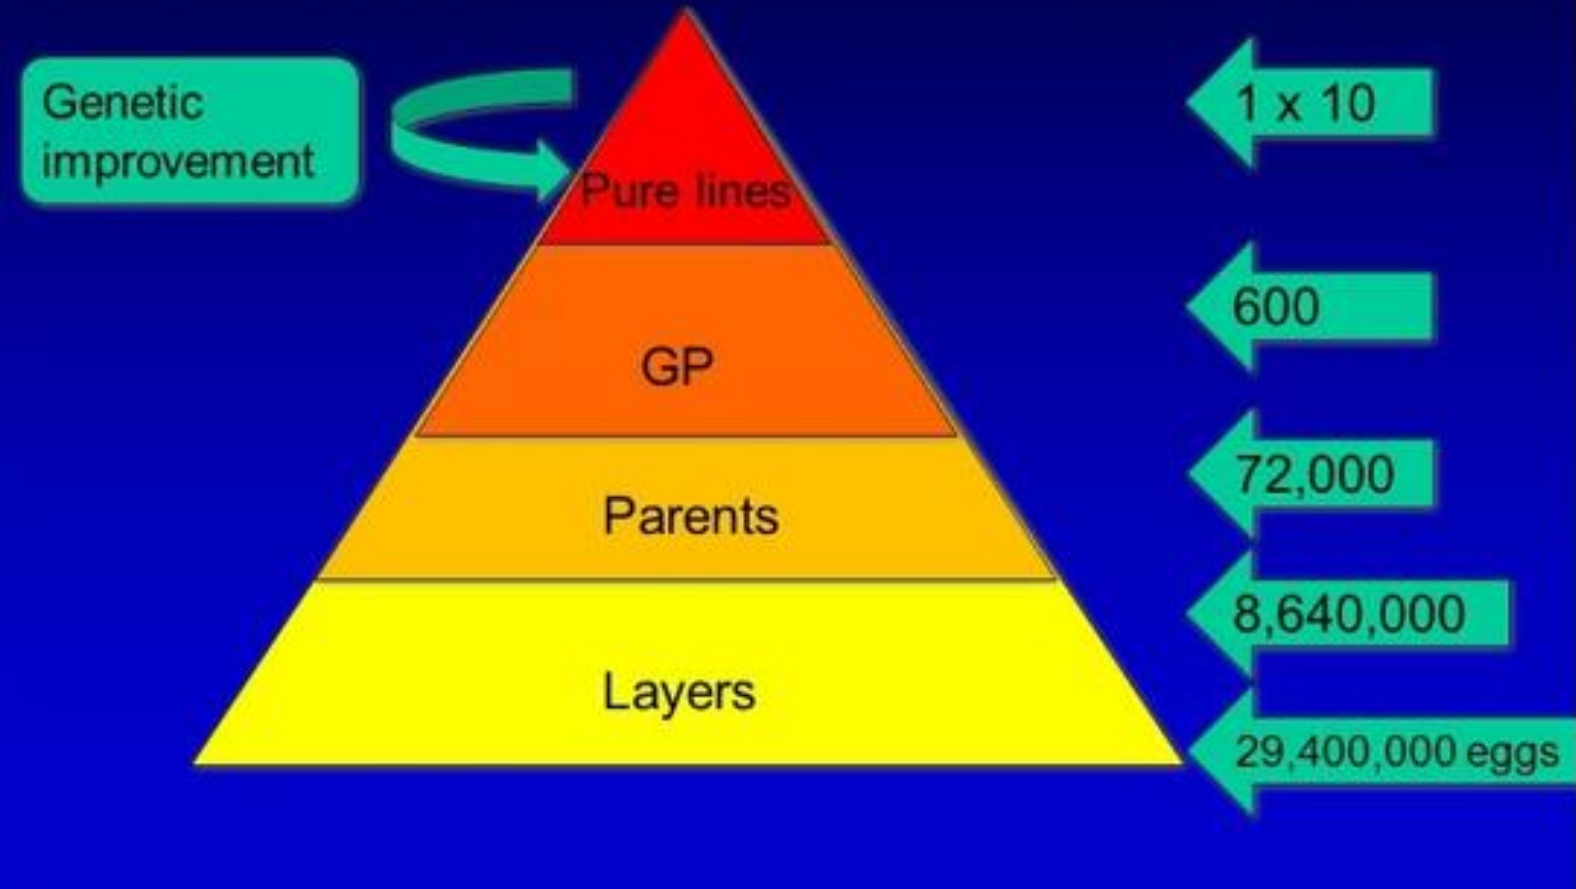 Genetic
improvement
1 x 10
Pure lines
600
GP
72,000
Parents
8,640,000
Layers
29,400,000 eggs